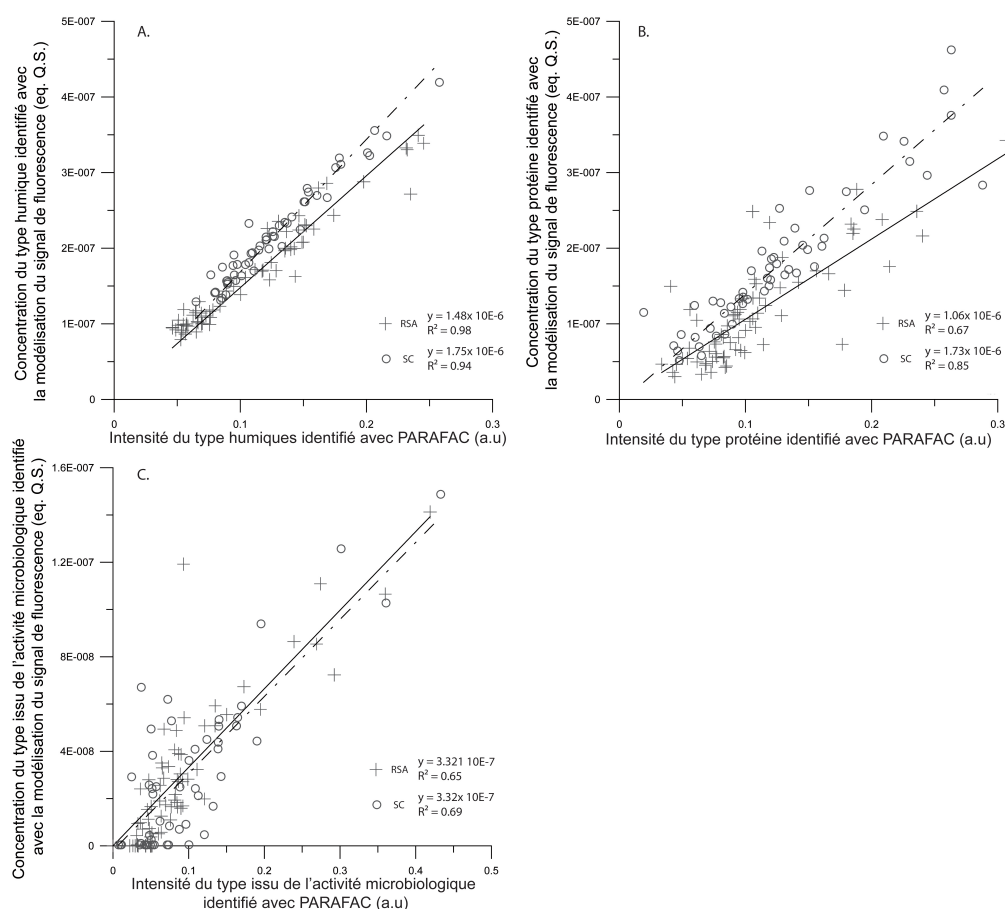 A.
Concentration du type humique identifié avec
la modélisation du signal de fluorescence (eq. Q.S.)
5E-007
4E-007
3E-007
2E-007
1E-007
0
RSA
y = 1.48x 10E-6
R² = 0.98
SC
y = 1.75x 10E-6
R² = 0.94
0
0.1
0.2
0.3
Intensité du type humiques identifié avec PARAFAC (a.u)
B.
Concentration du type protéine identifié avec
la modélisation du signal de fluorescence (eq. Q.S.)
5E-007
4E-007
3E-007
2E-007
1E-007
0
RSA
y = 1.06x 10E-6
R² = 0.67
SC
y = 1.73x 10E-6
R² = 0.85
0
0.1
0.2
0.3
Intensité du type protéine identifié avec PARAFAC (a.u)
C.
Concentration du type issu de l'activité microbiologique identifié
avec la modélisation du signal de fluorescence (eq. Q.S.)
1.6E-007
1.2E-007
8E-008
4E-008
0
RSA
y = 3.321 10E-7
R² = 0.65
SC
y = 3.32x 10E-7
R² = 0.69
0
0.1
0.2
0.3
0.4
0.5
Intensité du type issu de l'activité microbiologique
identifié avec PARAFAC (a.u)